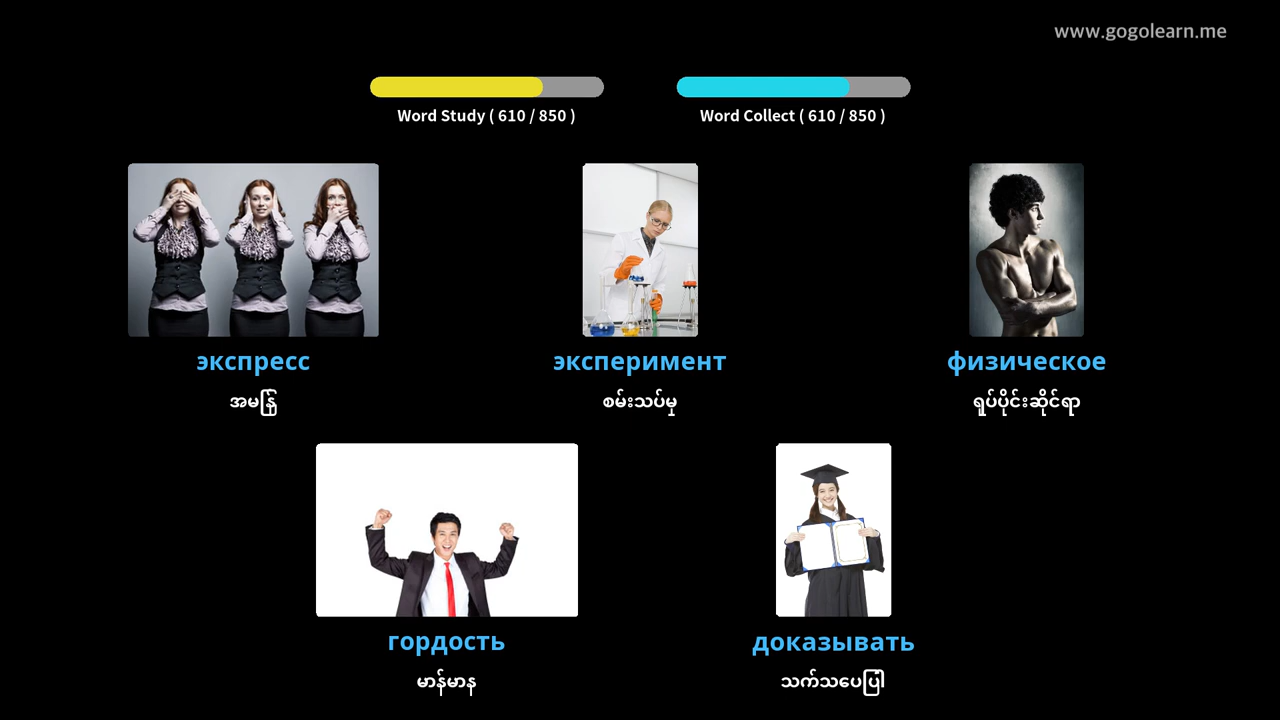 www.gogolearn.me
Word Study ( 610 / 850 )
Word Collect ( 610 / 850 )
экспресс
эксперимент
физическое
အမန်ြ
စမ်းသပ်မှ
ရုပ်ပိုင်းဆိုင်ရာ
гордость
доказывать
မာန်မာန
သက်သပေပြါ